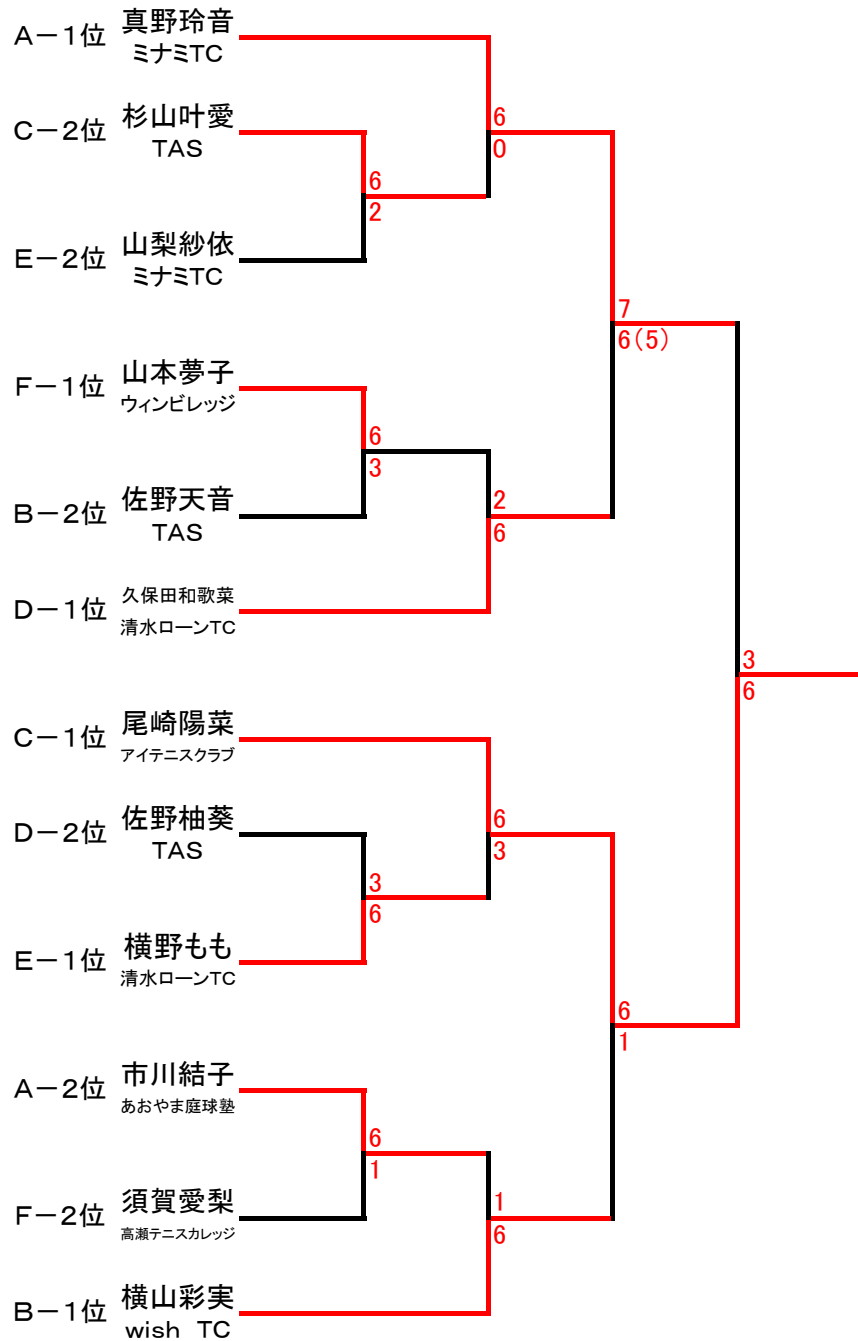 A－1位 真野玲音
ミナミTC
C－2位 杉山叶愛
TAS
6
0
6
2
E－2位 山梨紗依
ミナミTC
7
6(5)
F－1位 山本夢子
ウィンビレッジ
6
3
B－2位 佐野天音
TAS
2
6
D－1位 久保田和歌菜
清水ローンTC
3
6
C－1位 尾崎陽菜
アイテニスクラブ
D－2位 佐野柚葵
TAS
6
3
3
6
E－1位 横野もも
清水ローンTC
6
1
A－2位 市川結子
あおやま庭球塾
6
1
F－2位 須賀愛梨
高瀬テニスカレッジ
1
6
B－1位 横山彩実
wish TC